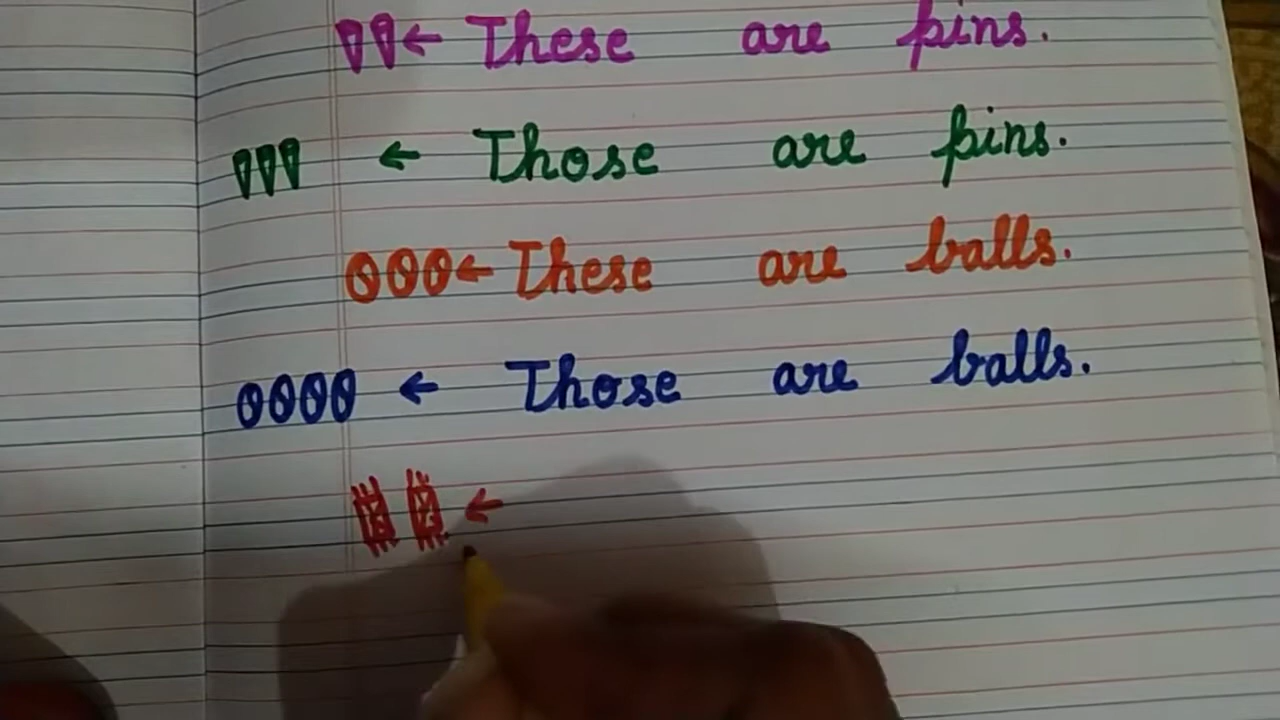 ← These are pins.
← Those are pins.
← These are balls.
← Those are balls.
←